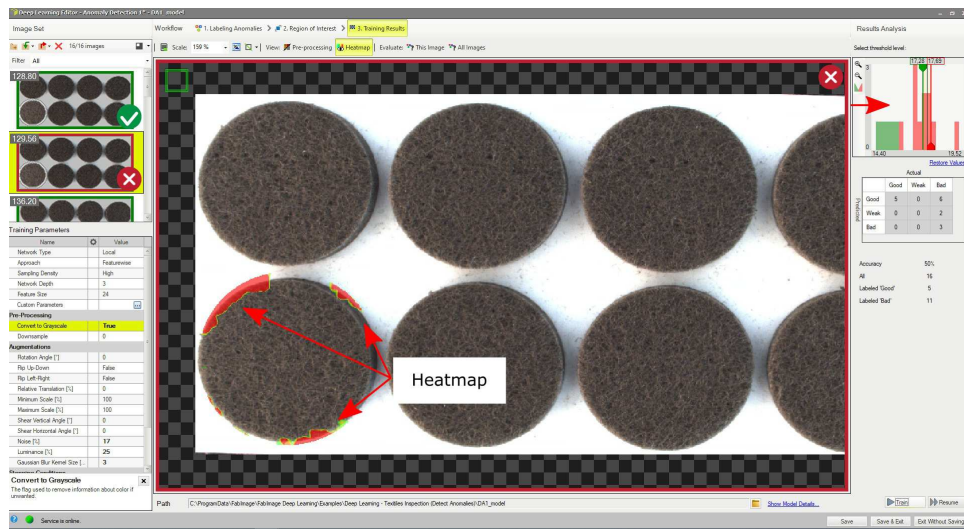 Deep Learning Editor - Anomaly Detection 1* - DA1_model
Image Set
Workflow 1. Labeling Anomalies > 2. Region of Interest > 3. Training Results
Results Analysis
16/16 images
Scale: 159 % View: Pre-processing Heatmap Evaluate: This Image All Images
Select threshold level:
Filter All
128.80
129.56
136.20
17,28 17,69
3
0
14,40 19,52
Restore Values
Actual
Good Weak Bad
Predicted
Good 5 0 6
Weak 0 0 2
Bad 0 0 3
Accuracy 50%
All 16
Labeled 'Good' 5
Labeled 'Bad' 11
Training Parameters
Name Value
Network Type Local
Approach Featurewise
Sampling Density High
Network Depth 3
Feature Size 24
Custom Parameters
Pre-Processing
Convert to Grayscale True
Downsample 0
Augmentations
Rotation Angle [°] 0
Flip Up-Down False
Flip Left-Right False
Relative Translation [%] 0
Minimum Scale [%] 100
Maximum Scale [%] 100
Shear Vertical Angle [°] 0
Shear Horizontal Angle [°] 0
Noise [%] 17
Luminance [%] 25
Gaussian Blur Kernel Size [... 3
Heatmap
Convert to Grayscale
The flag used to remove information about color if unwanted.
Path C:\ProgramData\FabImage\FabImage Deep Learning\Examples\Deep Learning - Textiles Inspection (Detect Anomalies)\DA1_model
Show Model Details...
Train Resume
Service is online.
Save Save & Exit Exit Without Saving